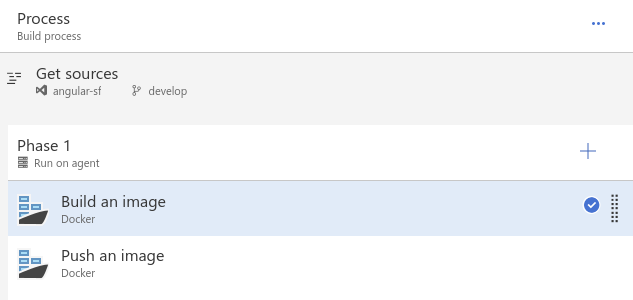 Process
Build process
Get sources
angular-sf develop
Phase 1
Run on agent
Build an image
Docker
Push an image
Docker